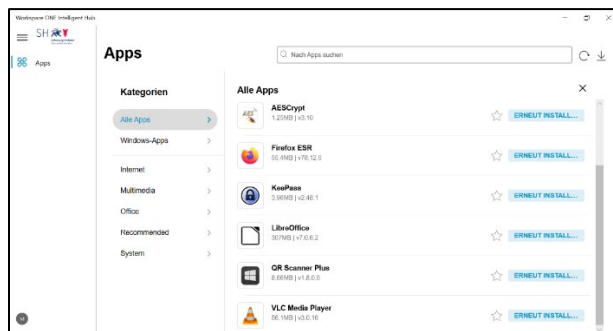 Workspace ONE Intelligent Hub
SH
Apps
Apps
Nach Apps suchen
Kategorien
Alle Apps
Windows-Apps
Internet
Multimedia
Office
Recommended
System
Alle Apps
AESCrypt
1.25MB | v3.10
ERNEUT INSTALL...
Firefox ESR
55.4MB | v78.12.0
ERNEUT INSTALL...
KeePass
3.96MB | v2.48.1
ERNEUT INSTALL...
LibreOffice
307MB | v7.0.6.2
ERNEUT INSTALL...
QR Scanner Plus
8.66MB | v1.8.0.0
ERNEUT INSTALL...
VLC Media Player
56.1MB | v3.0.16
ERNEUT INSTALL...